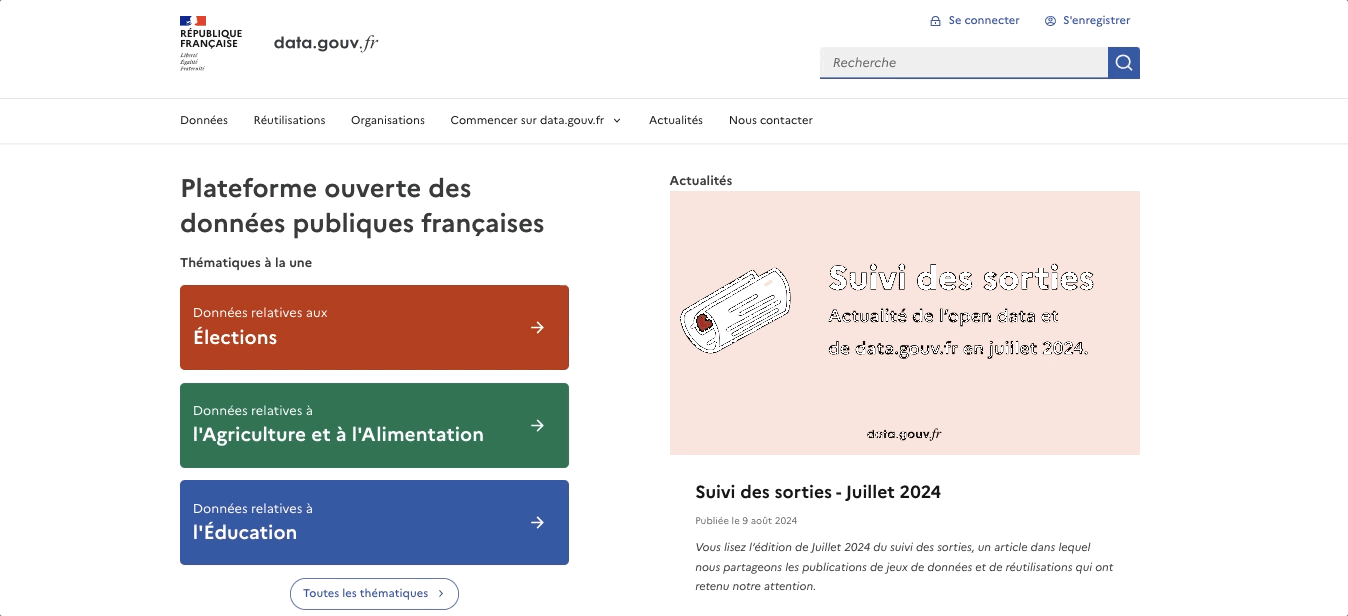 RÉPUBLIQUE
FRANÇAISE
Liberté
Égalité
Fraternité
data.gouv.fr
Se connecter
S'enregistrer
Recherche
Données
Réutilisations
Organisations
Commencer sur data.gouv.fr
Actualités
Nous contacter
Plateforme ouverte des
données publiques françaises
Thématiques à la une
Données relatives aux
Élections
Données relatives à
l'Agriculture et à l'Alimentation
Données relatives à
l'Éducation
Toutes les thématiques
Actualités
Suivi des sorties
Actualité de l'open data et
de data.gouv.fr en juillet 2024.
data.gouv.fr
Suivi des sorties - Juillet 2024
Publiée le 9 août 2024
Vous lisez l'édition de Juillet 2024 du suivi des sorties, un article dans lequel
nous partageons les publications de jeux de données et de réutilisations qui ont
retenu notre attention.